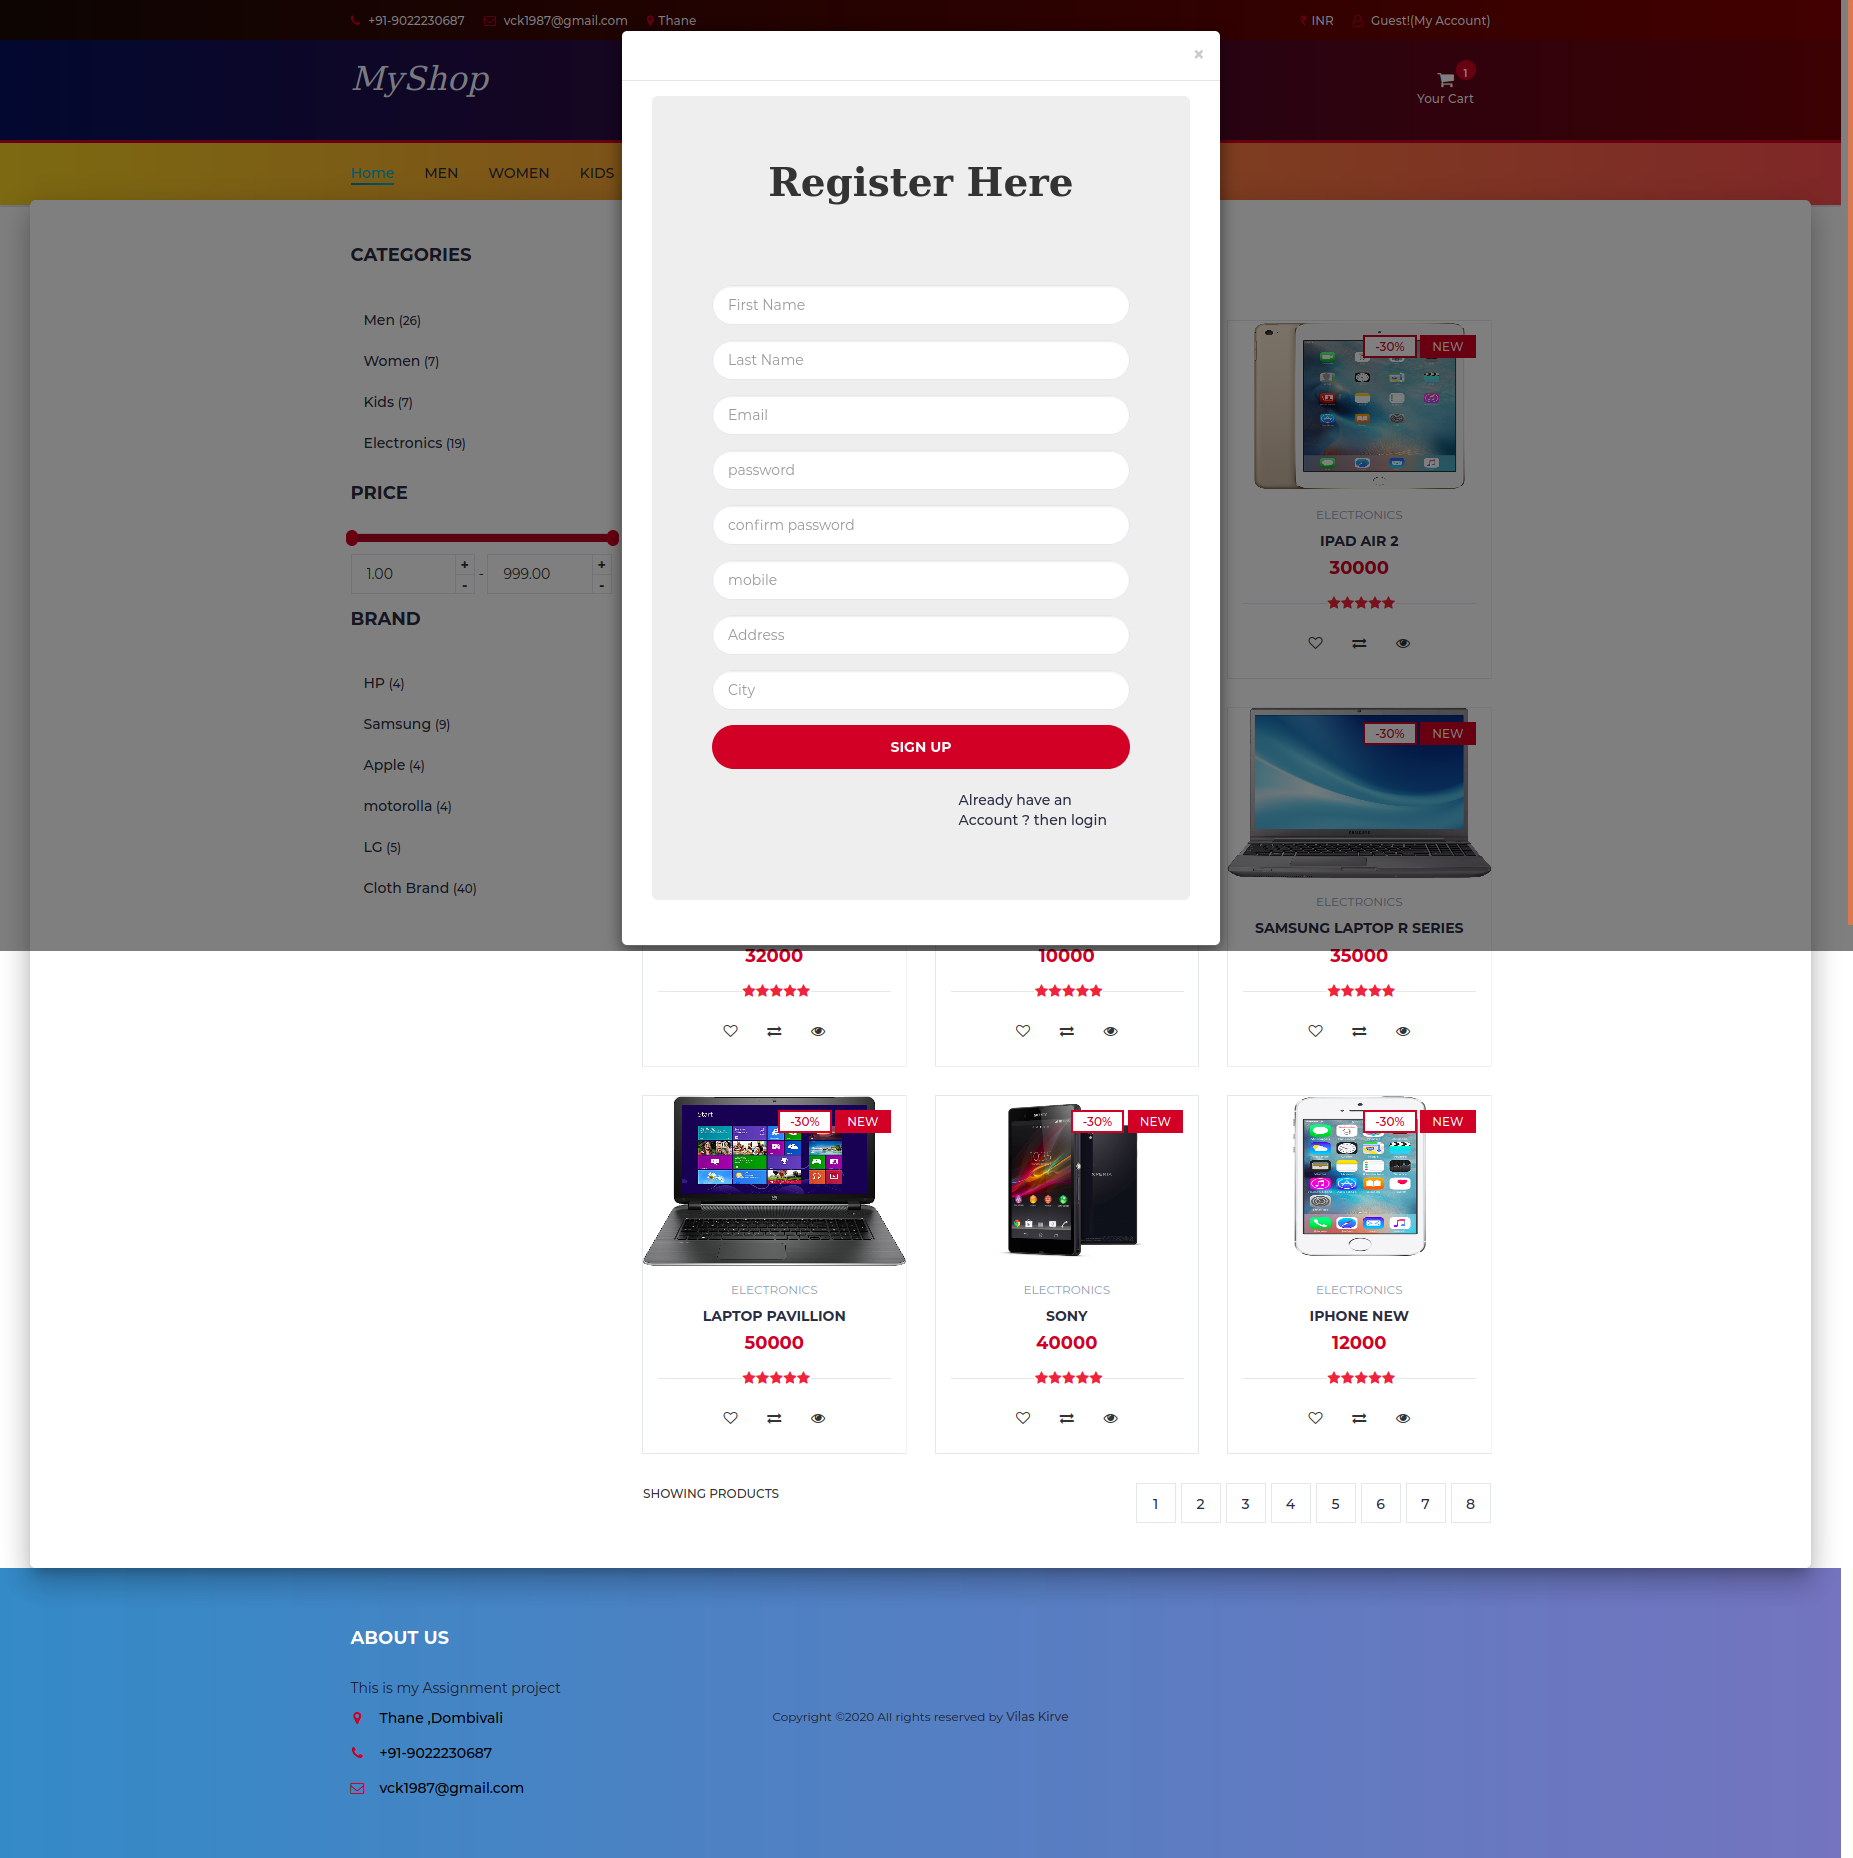 +91-9022230687 vck1987@gmail.com Thane INR Guest!(My Account)
MyShop
1
Your Cart
Home MEN WOMEN KIDS
×
Register Here
First Name
Last Name
Email
password
confirm password
mobile
Address
City
SIGN UP
Already have an
Account ? then login
CATEGORIES
Men (26)
Women (7)
Kids (7)
Electronics (19)
PRICE
1.00 + - - 999.00 + -
BRAND
HP (4)
Samsung (9)
Apple (4)
motorolla (4)
LG (5)
Cloth Brand (40)
-30% NEW
ELECTRONICS
IPAD AIR 2
30000
-30% NEW
ELECTRONICS
SAMSUNG LAPTOP R SERIES
32000 10000 35000
-30% NEW -30% NEW -30% NEW
Start
SONY
XPERIA
ELECTRONICS ELECTRONICS ELECTRONICS
LAPTOP PAVILLION SONY IPHONE NEW
50000 40000 12000
SHOWING PRODUCTS 1 2 3 4 5 6 7 8
ABOUT US
This is my Assignment project
Thane ,Dombivali
+91-9022230687
vck1987@gmail.com
Copyright ©2020 All rights reserved by Vilas Kirve